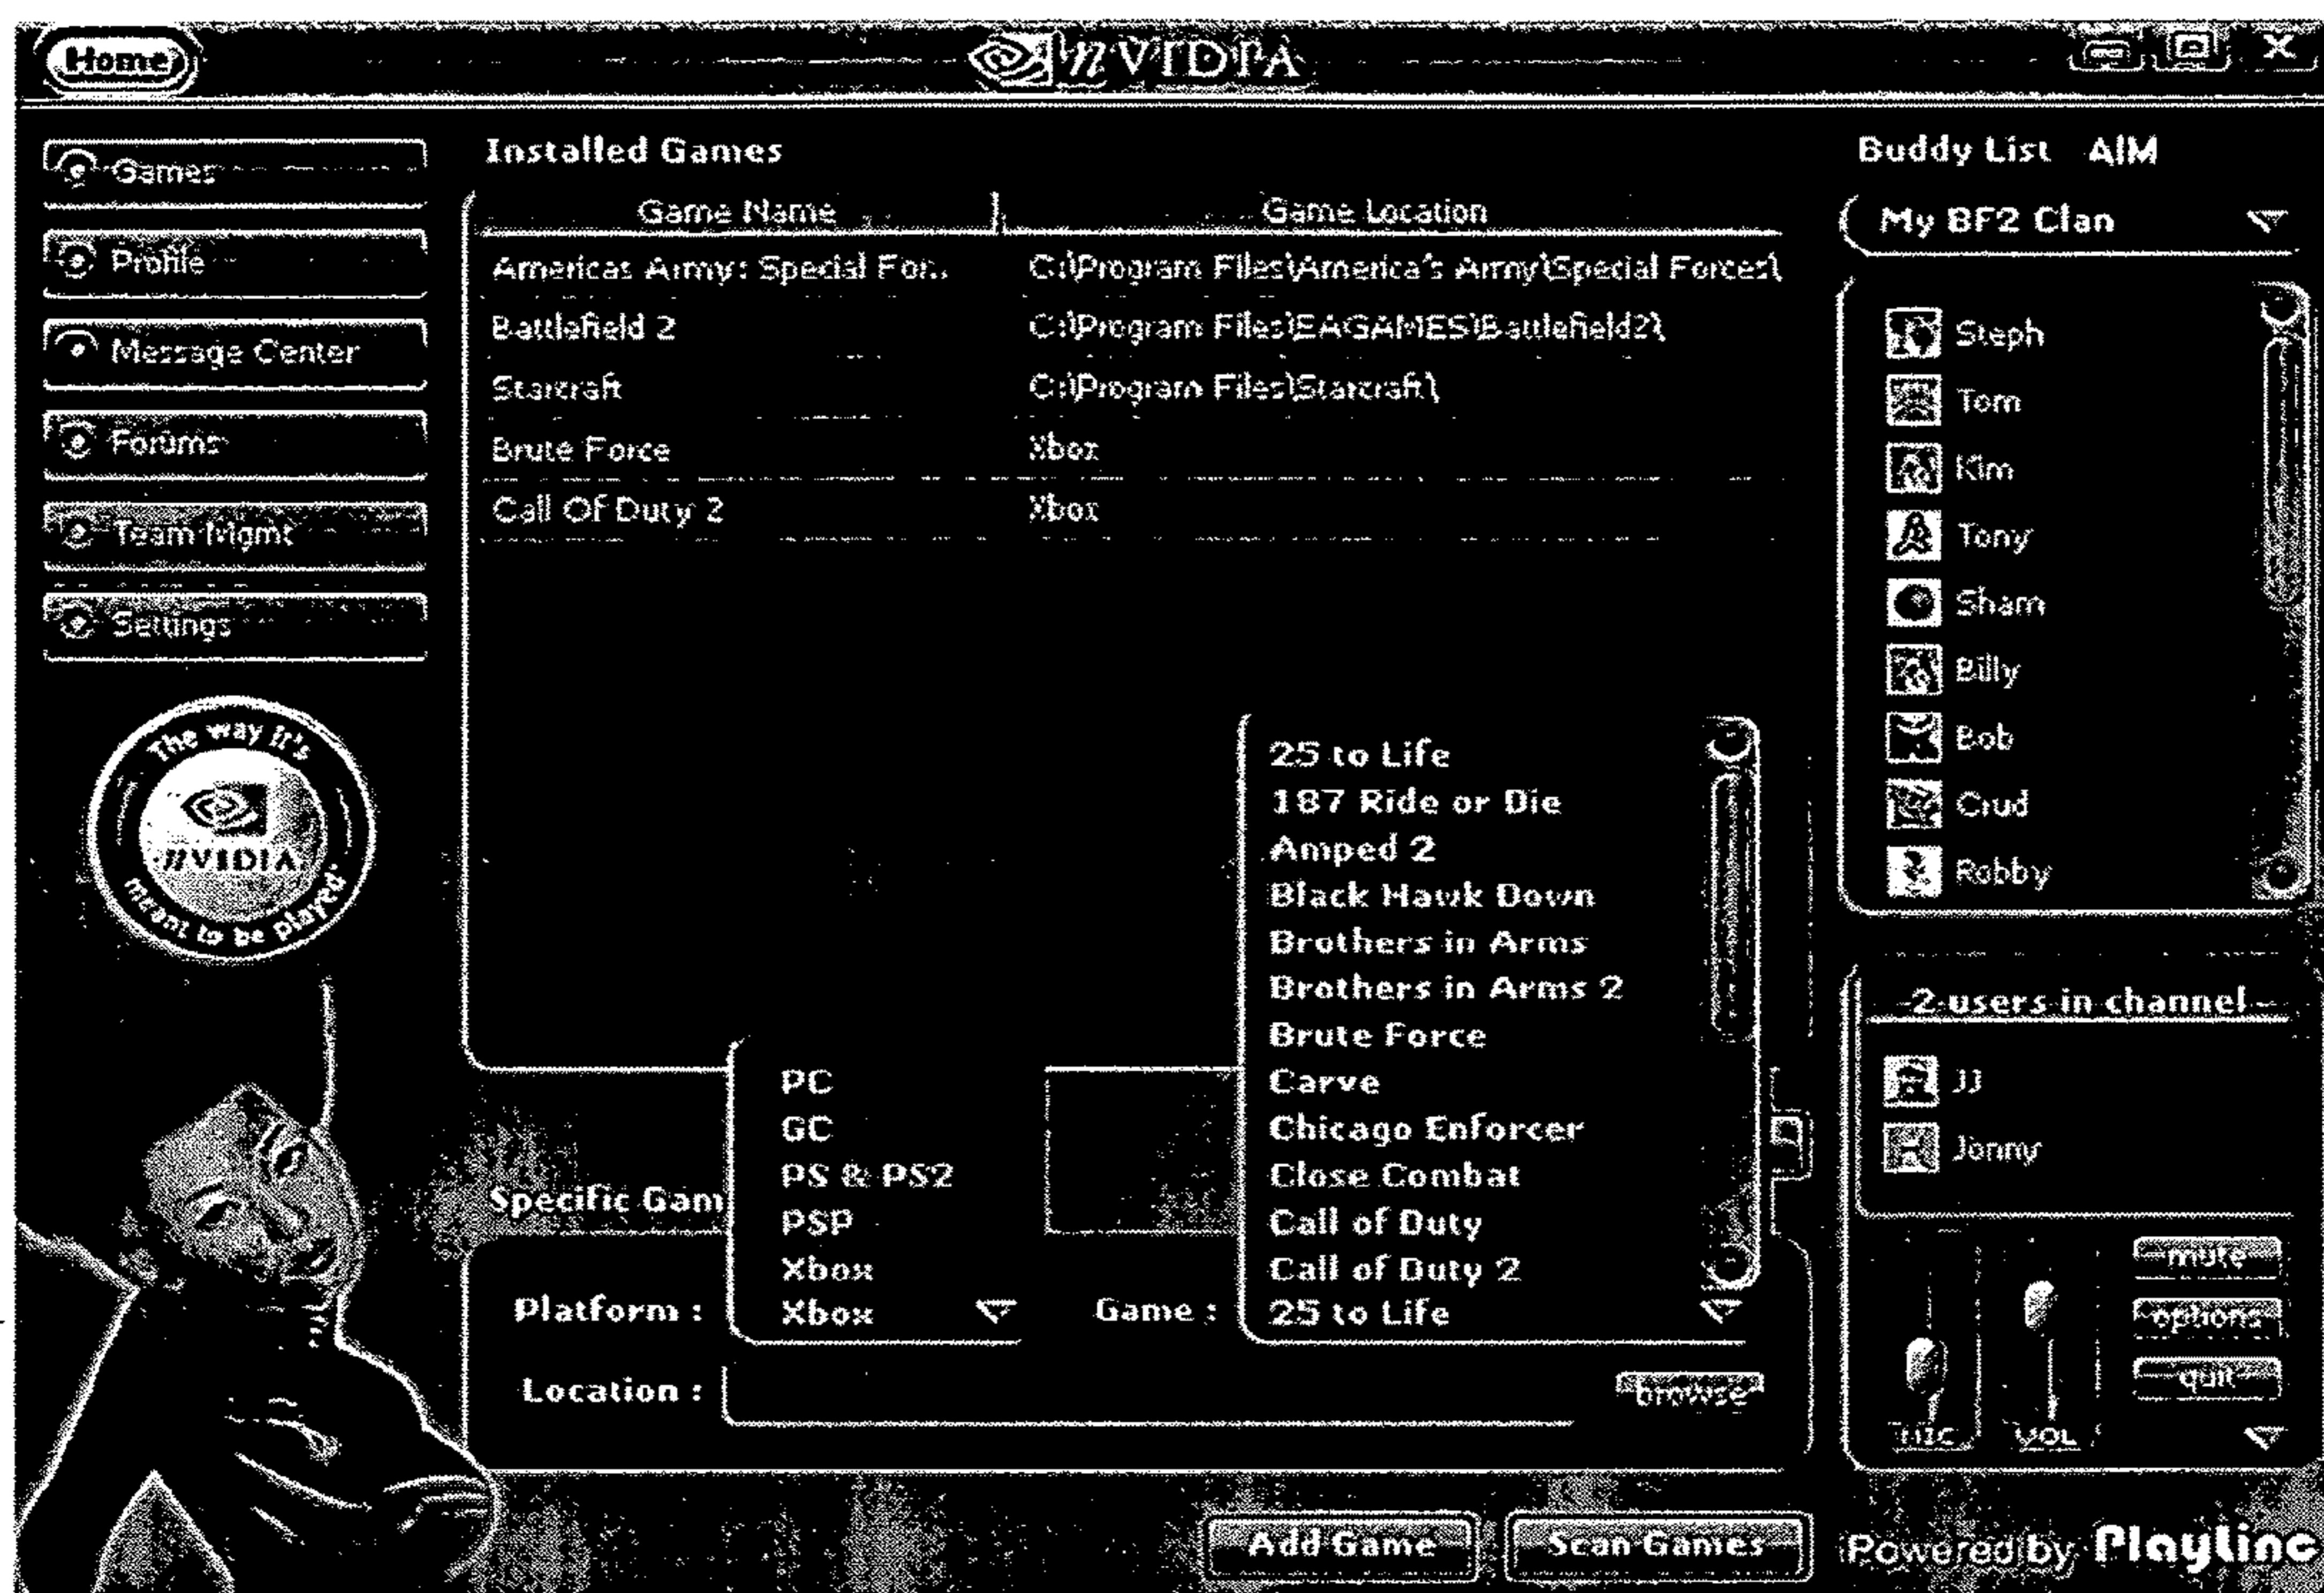 Home
nVIDIA
Games
Profile
Message Center
Forums
Team Mgmt
Settings
The way it's
nVIDIA
meant to be played
Installed Games
Game Name Game Location
Americas Army: Special For... C:\Program Files\America's Army\Special Forces\
Battlefield 2 C:\Program Files\EAGAMES\Battlefield2\
Starcraft C:\Program Files\Starcraft\
Brute Force Xbox
Call Of Duty 2 Xbox
25 to Life
187 Ride or Die
Amped 2
Black Hawk Down
Brothers in Arms
Brothers in Arms 2
Brute Force
Carve
Chicago Enforcer
Close Combat
Call of Duty
Call of Duty 2
25 to Life
PC
GC
PS & PS2
PSP
Xbox
Xbox
Specific Gam
Platform :
Game :
Location :
browse
Add Game
Scan Games
Buddy List AIM
My BF2 Clan
Steph
Tom
Kim
Tony
Sham
Billy
Bob
Crud
Robby
2 users in channel
JJ
Jonny
mute
options
quit
MIC VOL
Powered by Playlinc